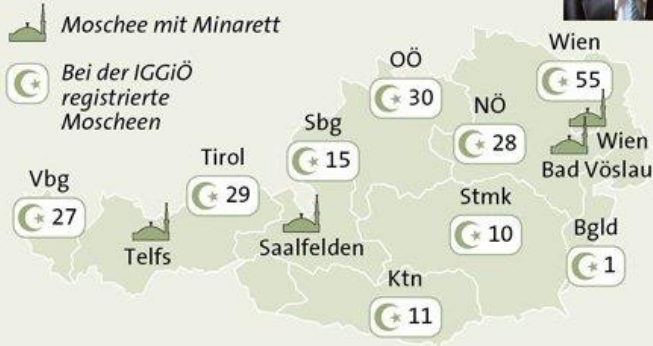 Moschee mit Minarett
Bei der IGGiÖ
registrierte
Moscheen
Wien
55
OÖ
30
NÖ
28
Wien
Bad Vöslau
Sbg
15
Tirol
29
Vbg
27
Telfs
Saalfelden
Stmk
10
Bgld
1
Ktn
11